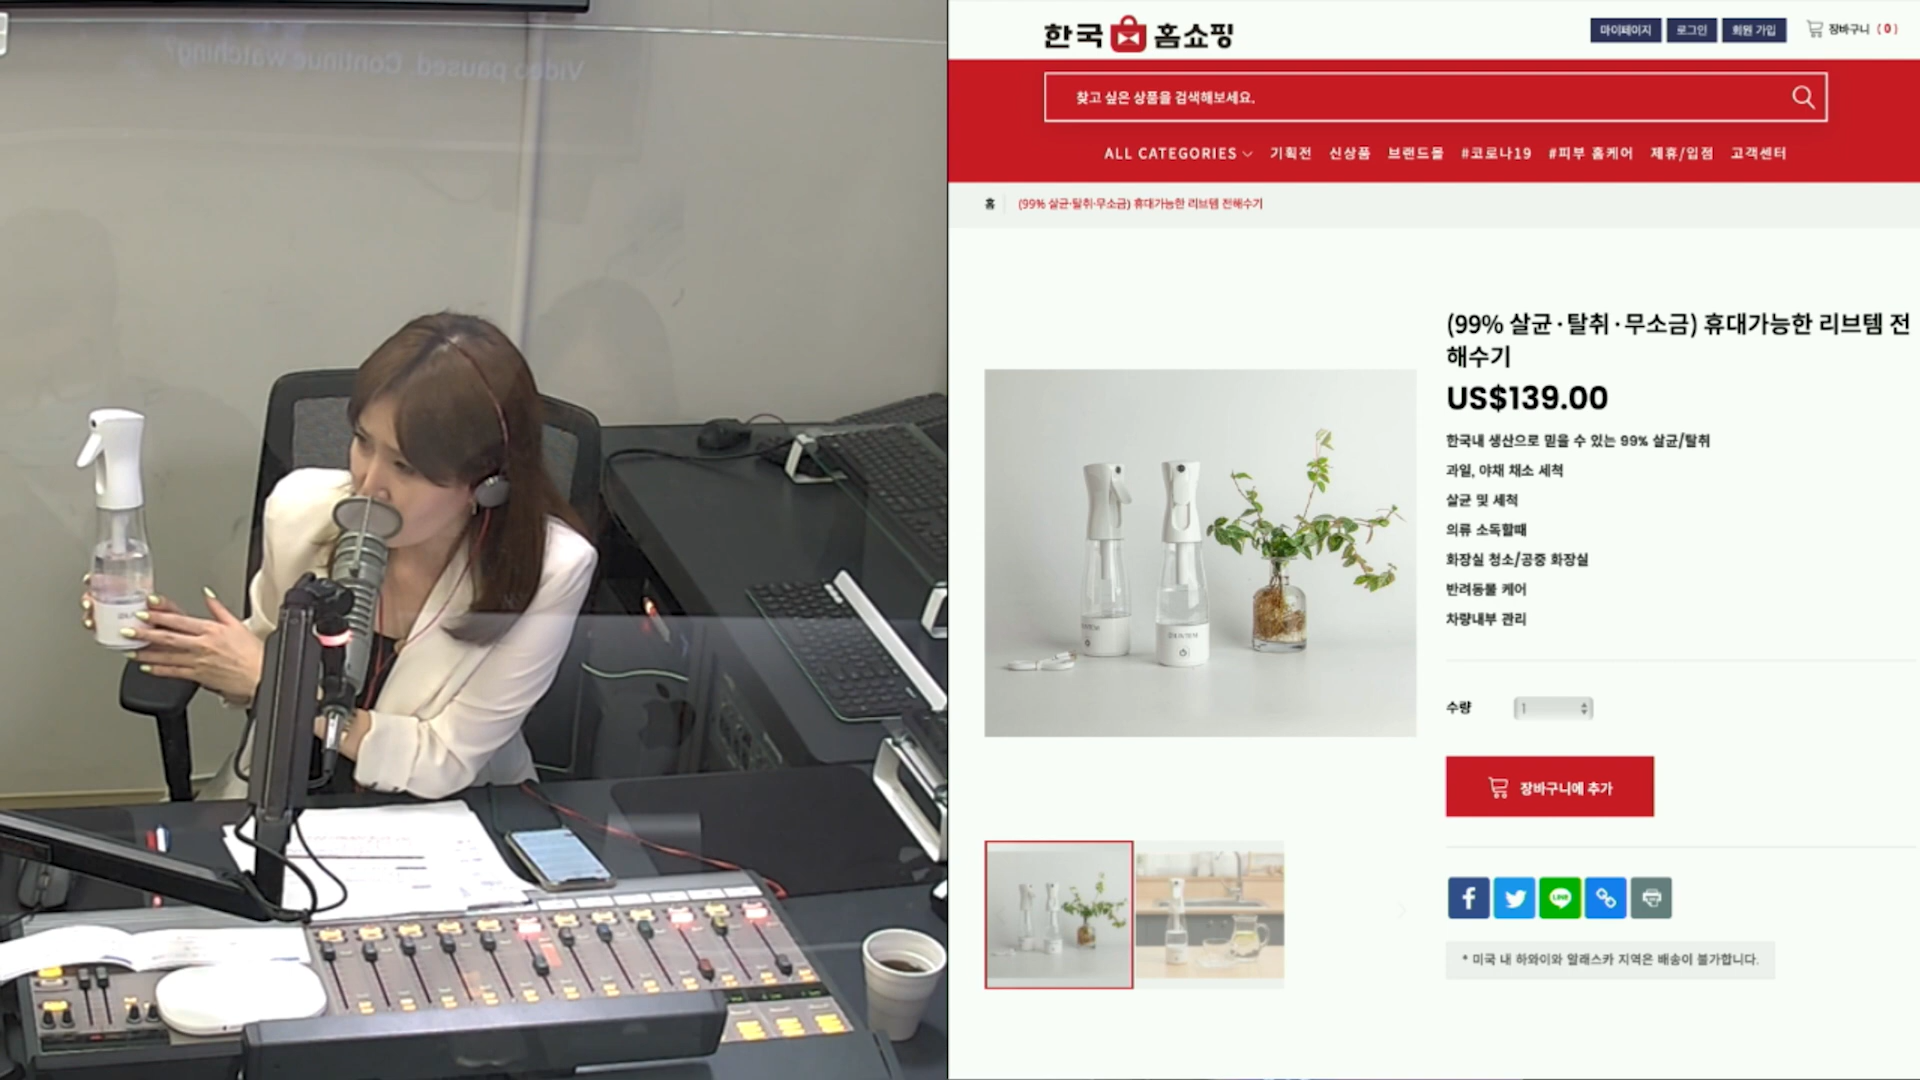 Video paused. Continue watching?
한국 홈쇼핑
마이페이지
로그인
회원 가입
장바구니 (0)
찾고 싶은 상품을 검색해보세요.
ALL CATEGORIES
기획전
신상품
브랜드몰
#코로나19
#피부 홈케어
제휴/입점
고객센터
홈
(99% 살균·탈취·무소금) 휴대가능한 리브템 전해수기
(99% 살균·탈취·무소금) 휴대가능한 리브템 전
해수기
US$139.00
한국내 생산으로 믿을 수 있는 99% 살균/탈취
과일, 야채 채소 세척
살균 및 세척
의류 소독할때
화장실 청소/공중 화장실
반려동물 케어
차량내부 관리
수량
1
장바구니에 추가
LINE
* 미국 내 하와이와 알래스카 지역은 배송이 불가합니다.